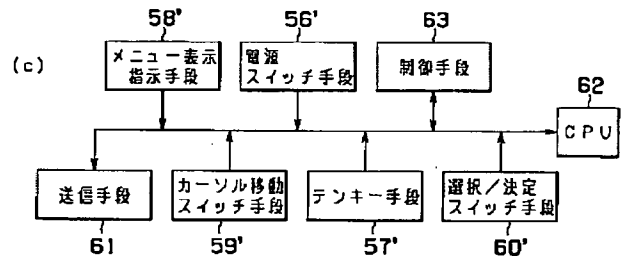 58' 56' 63
(c) メニュー表示 電源 制御手段
指示手段 スイッチ手段
62
CPU
送信手段 カーソル移動 テンキー手段 選択/決定
スイッチ手段 スイッチ手段
61 59' 57' 60'